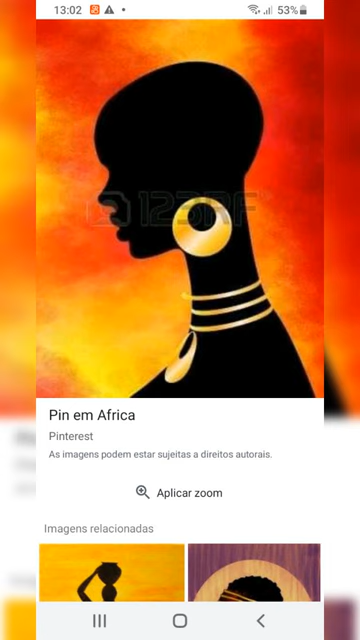 13:02
53%
123RF
Pin em Africa
Pinterest
As imagens podem estar sujeitas a direitos autorais.
Aplicar zoom
Imagens relacionadas